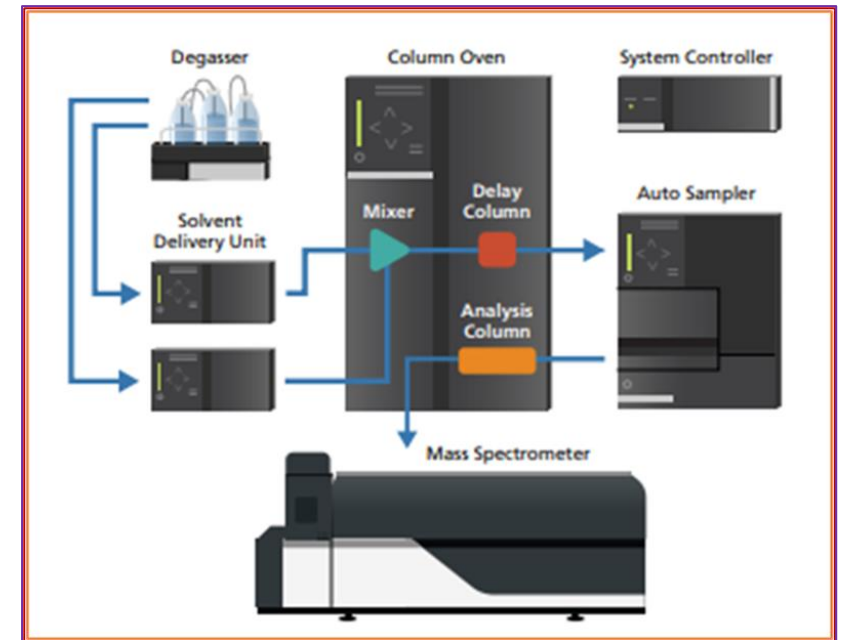 Degasser
Column Oven
System Controller
Solvent
Delivery Unit
Mixer
Delay
Column
Auto Sampler
Analysis
Column
Mass Spectrometer